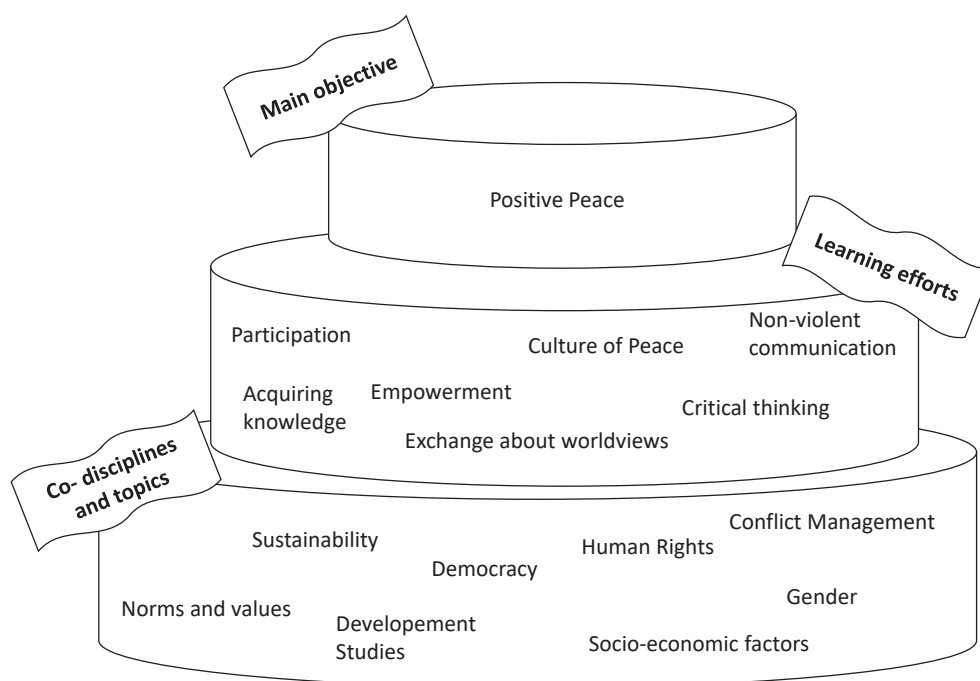 Main objective
Positive Peace
Learning efforts
Participation
Culture of Peace
Non-violent
communication
Acquiring
knowledge
Empowerment
Critical thinking
Exchange about worldviews
Co- disciplines
and topics
Sustainability
Democracy
Human Rights
Conflict Management
Norms and values
Developement
Studies
Socio-economic factors
Gender